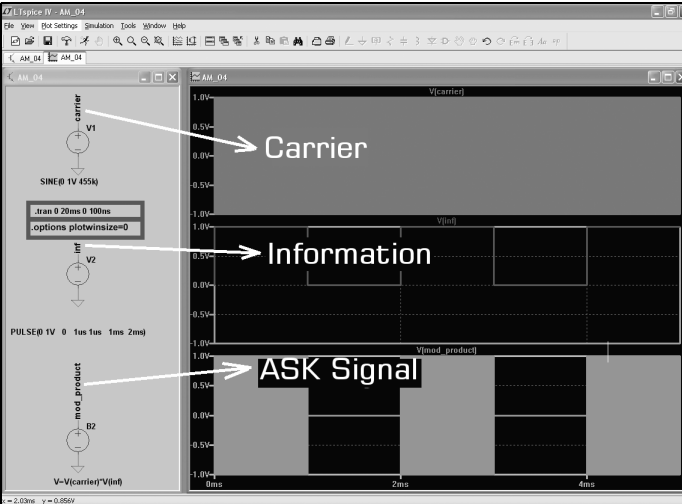 LTspice IV - AM_04
File View Plot Settings Simulation Tools Window Help
AM_04 AM_04
AM_04
carrier
V1
SINE(0 1V 455k)
.tran 0 20ms 0 100ns
.options plotwinsize=0
inf
V2
PULSE(0 1V 0 1us 1us 1ms 2ms)
mod_product
B2
V=V(carrier)*V(inf)
AM_04
V(carrier)
1.0V
0.5V
0.0V
-0.5V
-1.0V
Carrier
V(inf)
1.0V
0.5V
0.0V
-0.5V
-1.0V
Information
V(mod_product)
1.0V
0.5V
0.0V
-0.5V
-1.0V
ASK Signal
0ms 2ms 4ms
x = 2.03ms y = 0.856V